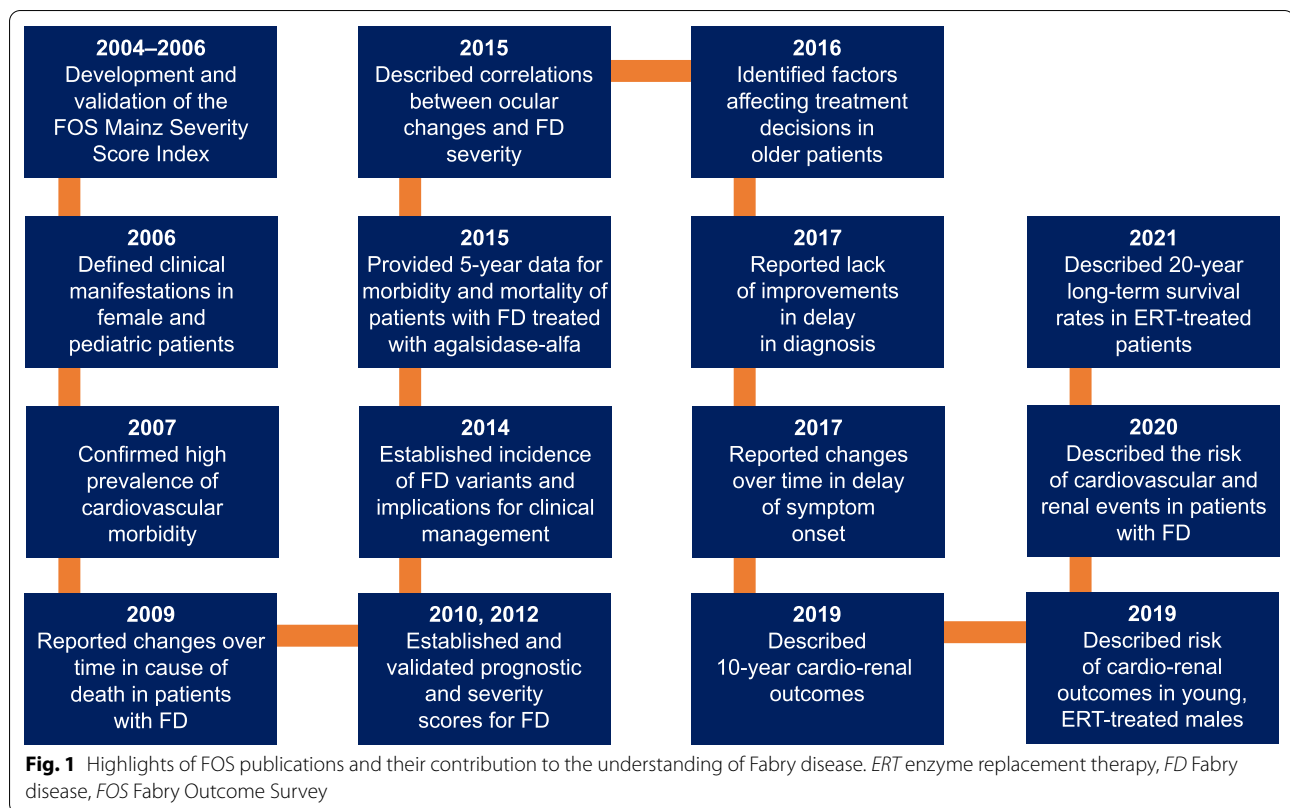 2004–2006
Development and
validation of the
FOS Mainz Severity
Score Index
2006
Defined clinical
manifestations in
female and
pediatric patients
2007
Confirmed high
prevalence of
cardiovascular
morbidity
2009
Reported changes over
time in cause of
death in patients
with FD
2010, 2012
Established and
validated prognostic
and severity
scores for FD
2014
Established incidence
of FD variants and
implications for clinical
management
2015
Provided 5-year data for
morbidity and mortality of
patients with FD treated
with agalsidase-alfa
2015
Described correlations
between ocular
changes and FD
severity
2016
Identified factors
affecting treatment
decisions in
older patients
2017
Reported lack
of improvements
in delay
in diagnosis
2017
Reported changes
over time in delay
of symptom
onset
2019
Described
10-year cardio-renal
outcomes
2019
Described risk
of cardio-renal
outcomes in young,
ERT-treated males
2020
Described the risk
of cardiovascular and
renal events in patients
with FD
2021
Described 20-year
long-term survival
rates in ERT-treated
patients
Fig. 1 Highlights of FOS publications and their contribution to the understanding of Fabry disease. ERT enzyme replacement therapy, FD Fabry
disease, FOS Fabry Outcome Survey